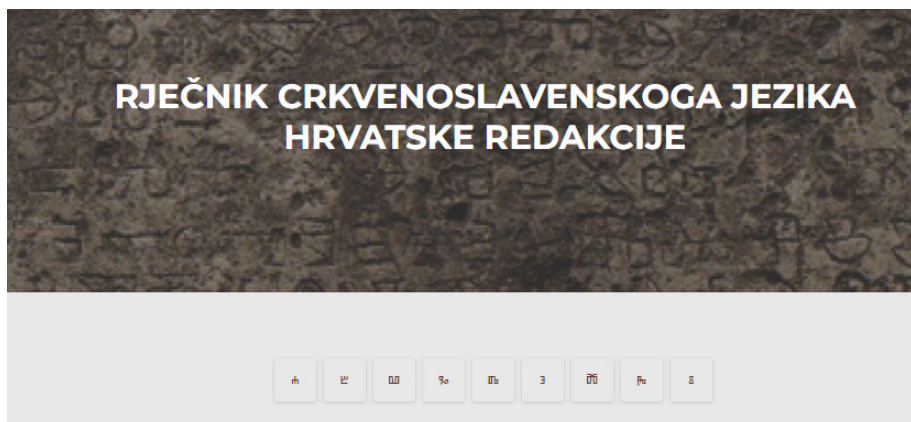 RJEČNIK CRKVENOSLAVENSKOGA JEZIKA
HRVATSKE REDAKCIJE
ⰰ ⰱ ⰲ ⰳ ⰴ ⰵ ⰶ ⰷ ⰸ